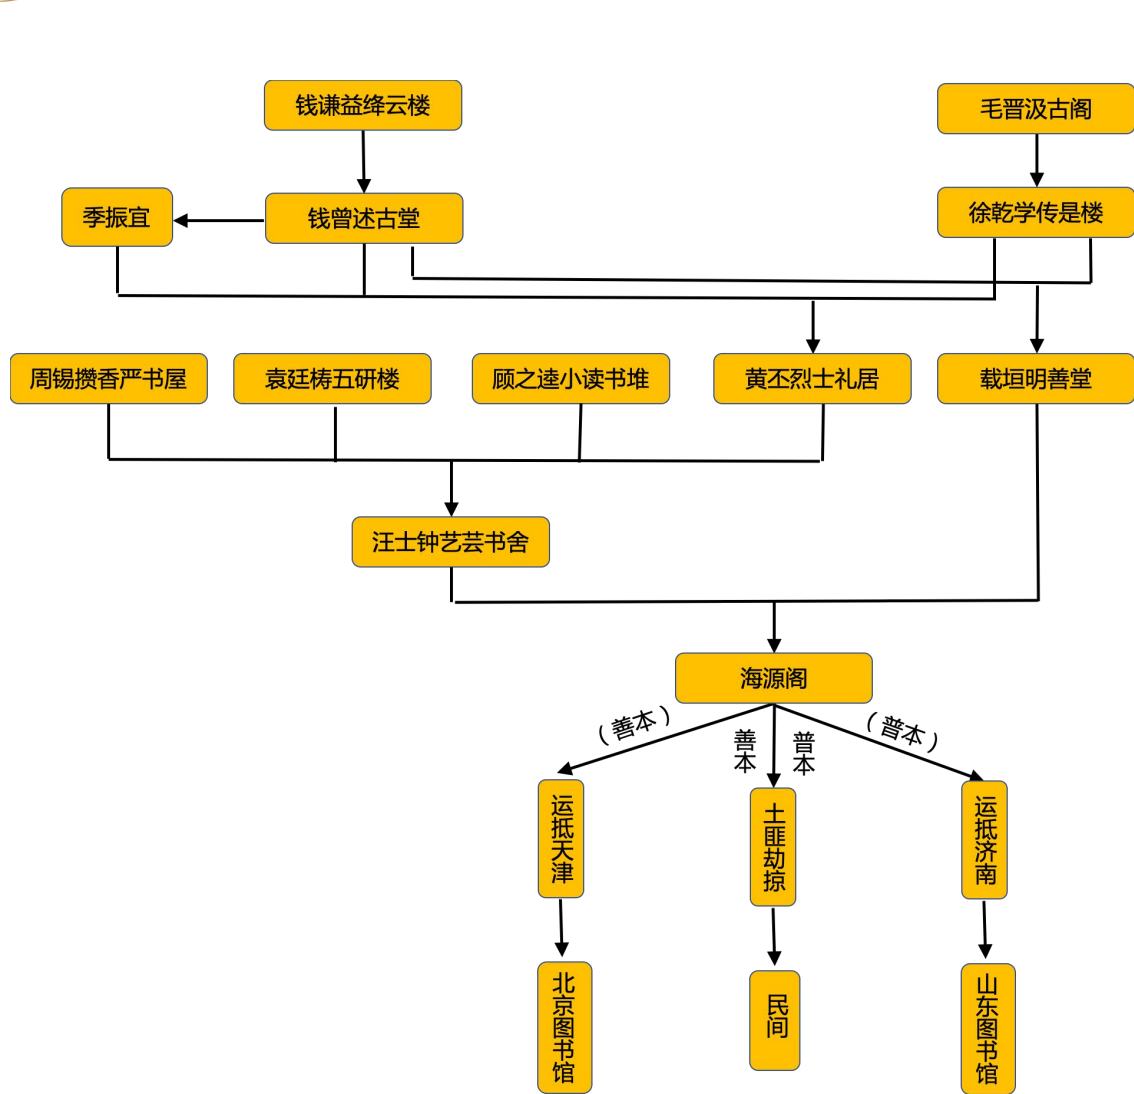 钱谦益绛云楼
毛晋汲古阁
季振宜
钱曾述古堂
徐乾学传是楼
周锡攒香严书屋
袁廷梼五研楼
顾之逵小读书堆
黄丕烈士礼居
载垣明善堂
汪士钟艺芸书舍
海源阁
（善本）
善本
普本
（普本）
运抵天津
土匪劫掠
运抵济南
北京图书馆
民间
山东图书馆